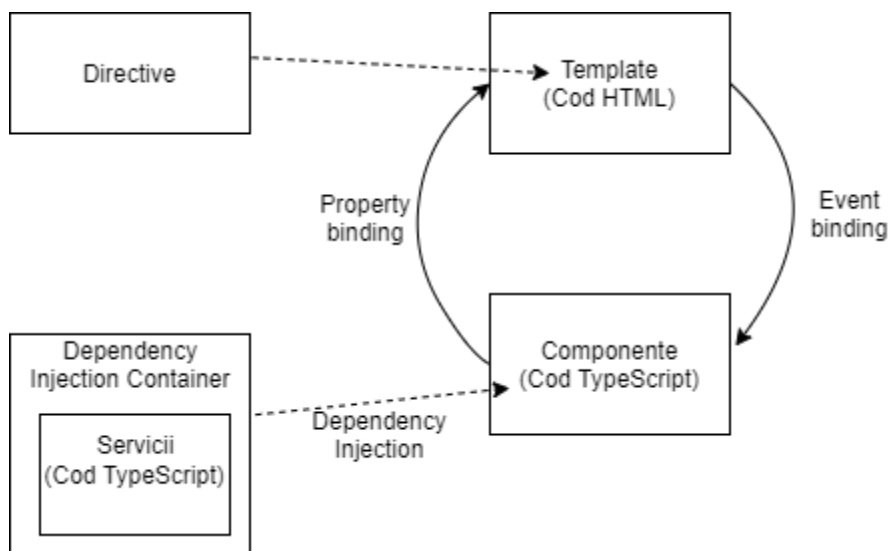 Directive
Template
(Cod HTML)
Property
binding
Event
binding
Dependency
Injection Container
Servicii
(Cod TypeScript)
Dependency
Injection
Componente
(Cod TypeScript)